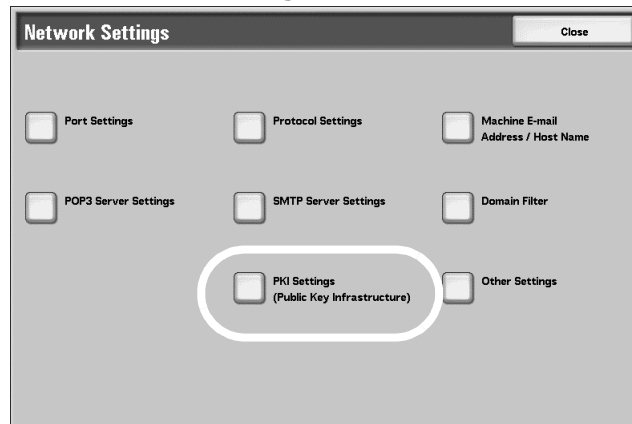 Network Settings
Close
Port Settings
Protocol Settings
Machine E-mail
Address / Host Name
POP3 Server Settings
SMTP Server Settings
Domain Filter
PKI Settings
(Public Key Infrastructure)
Other Settings